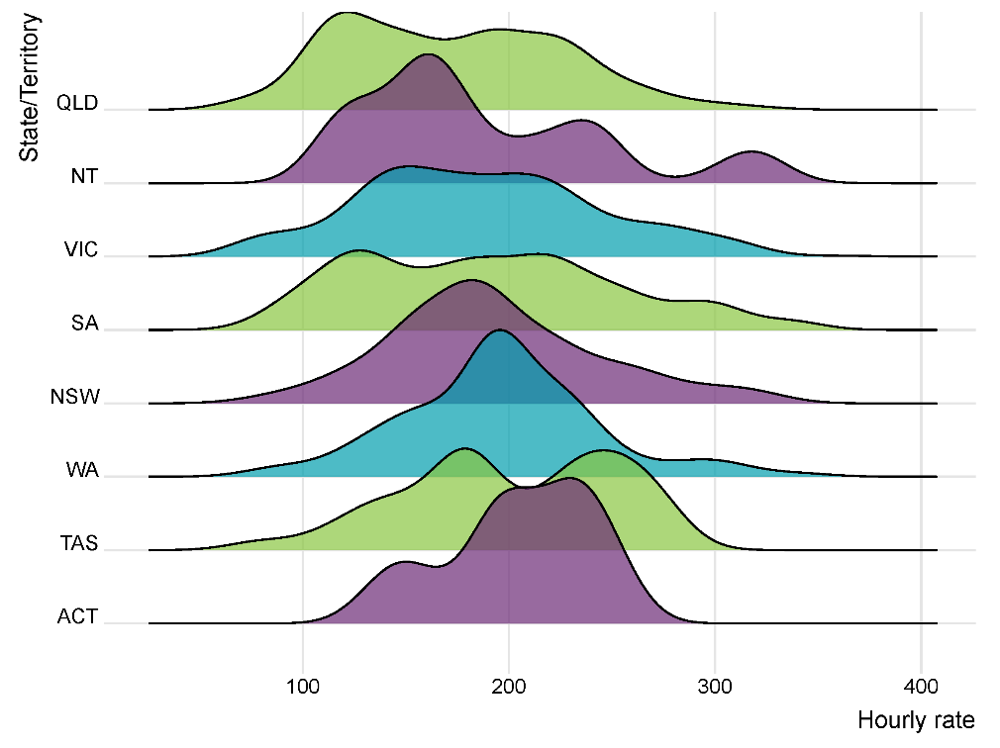 State/Territory
QLD
NT
VIC
SA
NSW
WA
TAS
ACT
100 200 300 400
Hourly rate